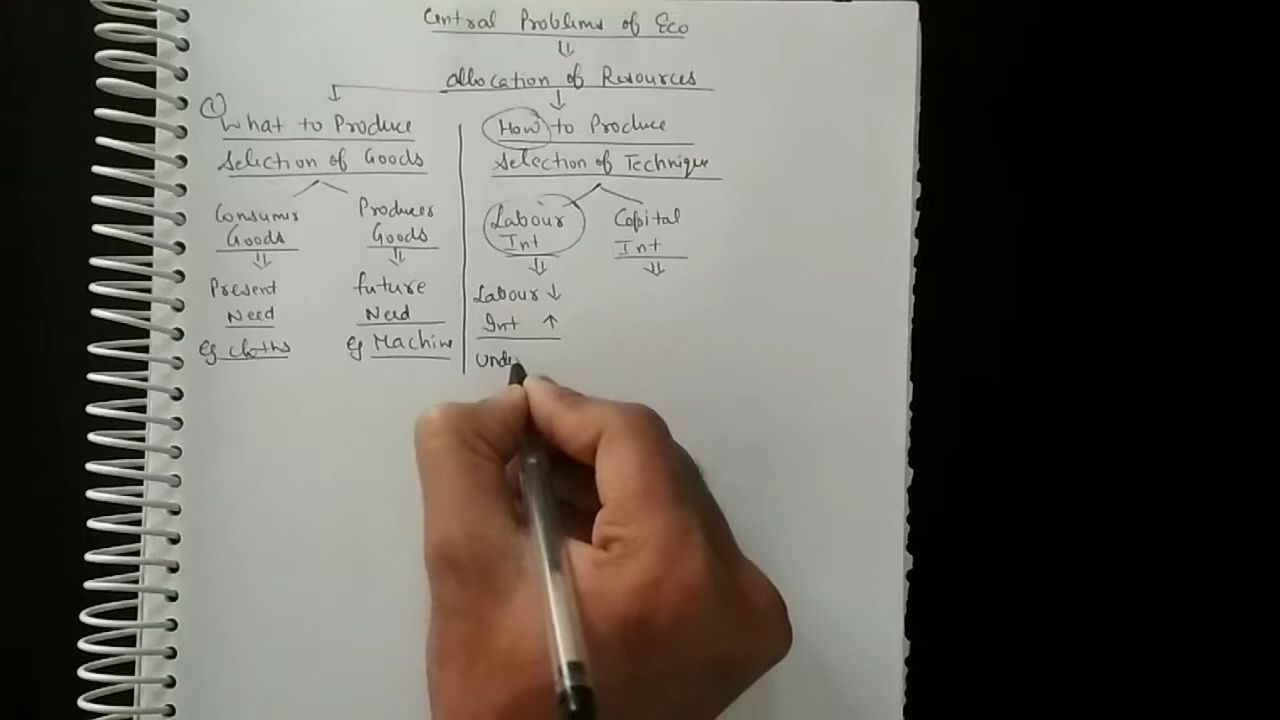 Central Problems of Eco
⇓
allocation of Resources
① What to Produce
Selection of Goods
Consumer Goods
⇓
Present
Need
eg cloths
Producer
Goods
⇓
future
Need
eg Machine
How to Produce
Selection of Technique
Labour
Int
⇓
Labour ↓
Int ↑
Unde
Capital
Int
⇓